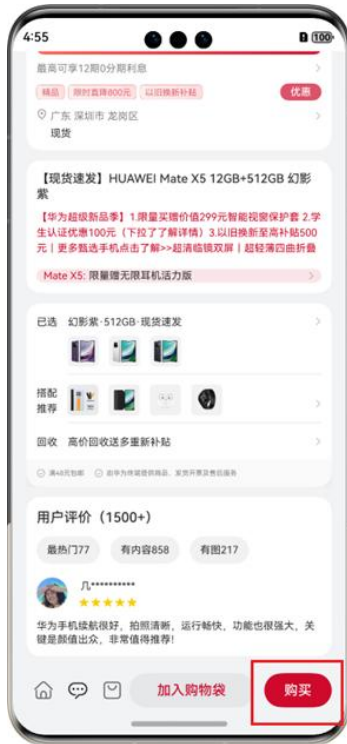 4:55
100
最高可享12期0分期利息
精品 限时直降800元 以旧换新补贴 优惠
广东 深圳市 龙岗区
现货
【现货速发】HUAWEI Mate X5 12GB+512GB 幻影
紫
【华为超级新品季】1.限量买赠价值299元智能视窗保护套 2.学
生认证优惠100元（下拉了了解详情）3.以旧换新至高补贴500
元丨更多甄选手机点击了解>>超清临镜双屏丨超轻薄四曲折叠
Mate X5: 限量赠无限耳机活力版
已选 幻影紫·512GB·现货速发
搭配
推荐
回收 高价回收送多重新补贴
满48元包邮 由华为终端提供商品、发货开票及售后服务
用户评价（1500+）
最热门77 有内容858 有图217
几**********
华为手机续航很好，拍照清晰，运行畅快，功能也很强大，关
键是颜值出众，非常值得推荐！
加入购物袋 购买